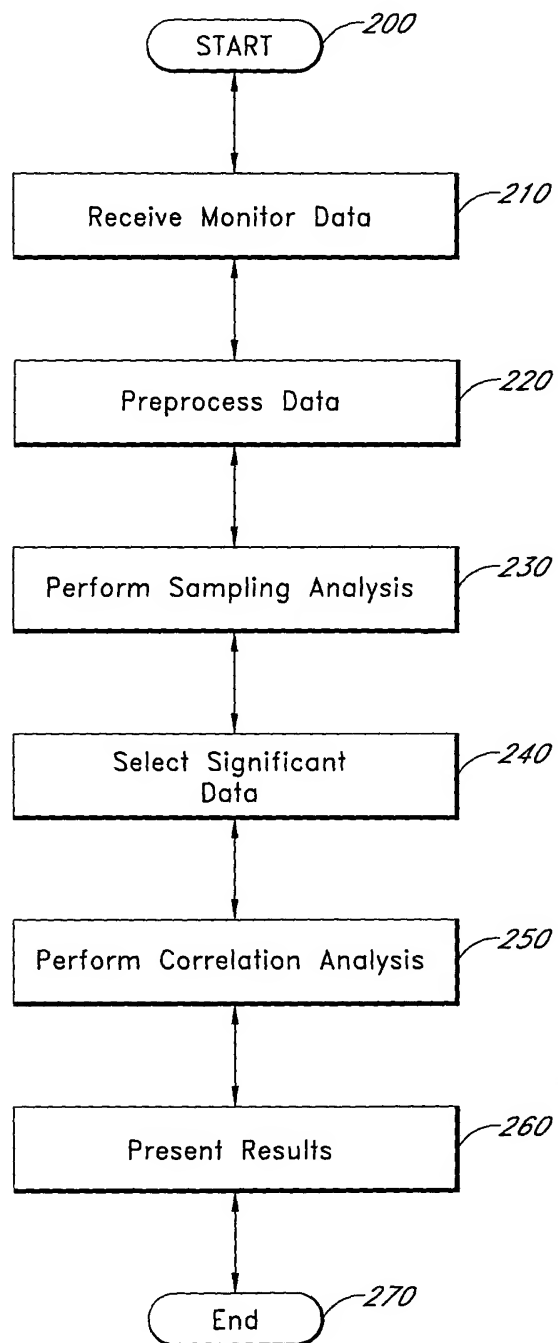 START
200
Receive Monitor Data
210
Preprocess Data
220
Perform Sampling Analysis
230
Select Significant
Data
240
Perform Correlation Analysis
250
Present Results
260
End
270